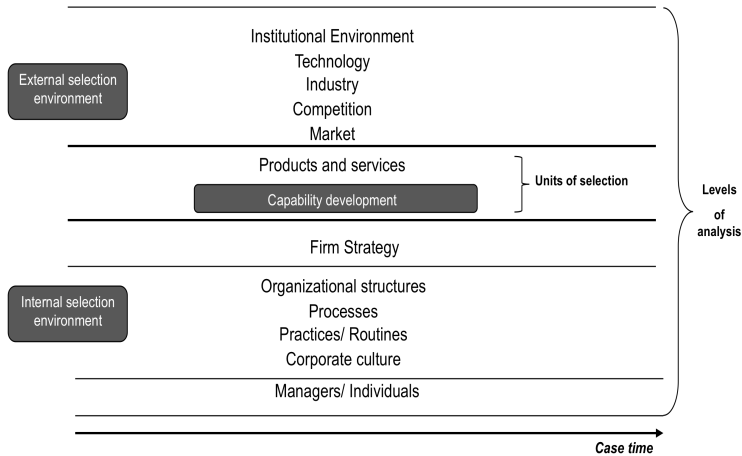 Institutional Environment
Technology
Industry
Competition
Market
External selection
environment
Products and services
Capability development
Units of selection
Levels
of
analysis
Firm Strategy
Organizational structures
Processes
Practices/ Routines
Corporate culture
Internal selection
environment
Managers/ Individuals
Case time